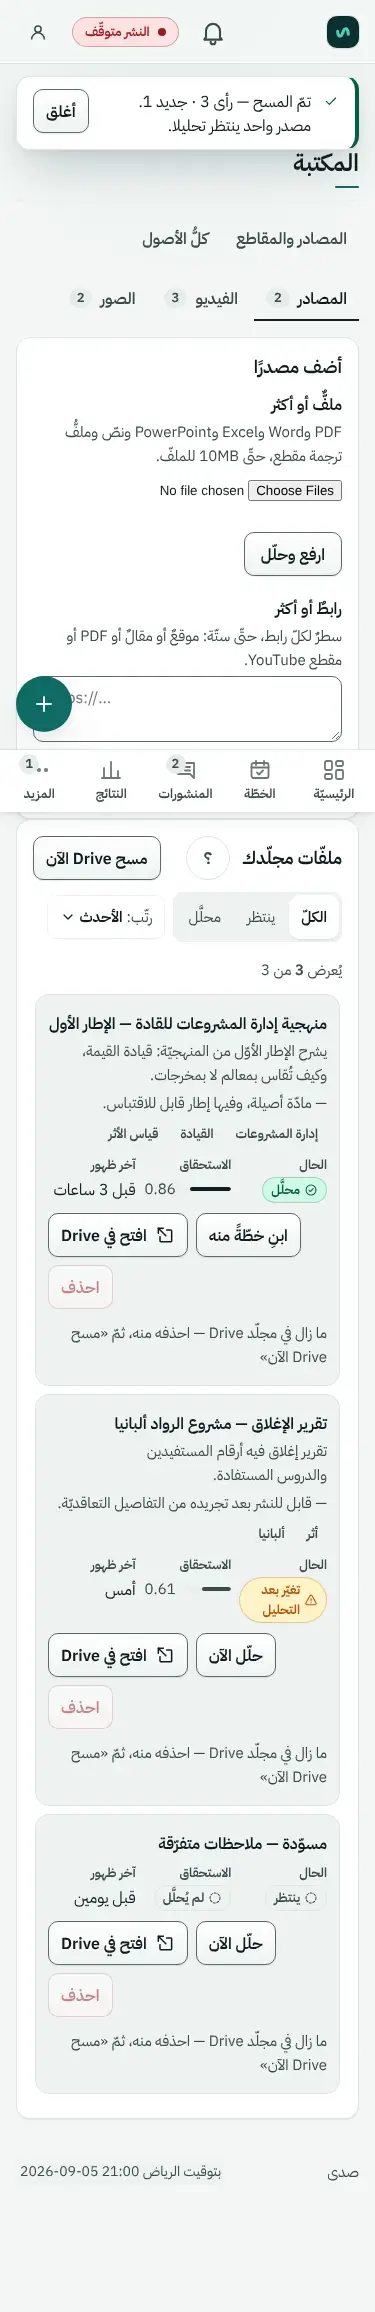 النشر متوقّف
تمّ المسح — رأى 3 · جديد 1.
مصدر واحد ينتظر تحليلا.
أغلق
المكتبة
المصادر والمقاطع
كلُّ الأصول
المصادر 2
الفيديو 3
الصور 2
أضف مصدرًا
ملفٌّ أو أكثر
PDF وWord وExcel وPowerPoint ونصّ وملفُّ
ترجمة مقطع، حتّى 10MB للملفّ.
Choose Files No file chosen
ارفع وحلّل
رابطٌ أو أكثر
سطرٌ لكلّ رابط، حتّى ستّة: موقعٌ أو مقالٌ أو PDF أو
مقطع YouTube.
ps://...
الرئيسيّة
الخطّة
المنشورات 2
النتائج
المزيد 1
ملفّات مجلّدك
؟
مسح Drive الآن
الكلّ
ينتظر
محلَّل
رتّب: الأحدث
يُعرض 3 من 3
منهجية إدارة المشروعات للقادة — الإطار الأول
يشرح الإطار الأوّل من المنهجيّة: قيادة القيمة،
وكيف تُقاس بمعالم لا بمخرجات.
— مادّة أصيلة، وفيها إطار قابل للاقتباس.
إدارة المشروعات
القيادة
قياس الأثر
الحال
الاستحقاق
آخر ظهور
محلَّل
0.86
قبل 3 ساعات
ابنِ خطّةً منه
افتح في Drive
احذف
ما زال في مجلّد Drive — احذفه منه، ثمّ «مسح
Drive الآن»
تقرير الإغلاق — مشروع الرواد ألبانيا
تقرير إغلاق فيه أرقام المستفيدين
والدروس المستفادة.
— قابل للنشر بعد تجريده من التفاصيل التعاقديّة.
أثر
ألبانيا
الحال
الاستحقاق
آخر ظهور
تغيّر بعد
التحليل
0.61
أمس
حلّل الآن
افتح في Drive
احذف
ما زال في مجلّد Drive — احذفه منه، ثمّ «مسح
Drive الآن»
مسوّدة — ملاحظات متفرّقة
الحال
الاستحقاق
آخر ظهور
ينتظر
لم يُحلَّل
قبل يومين
حلّل الآن
افتح في Drive
احذف
ما زال في مجلّد Drive — احذفه منه، ثمّ «مسح
Drive الآن»
صدى
2026-09-05 21:00 بتوقيت الرياض